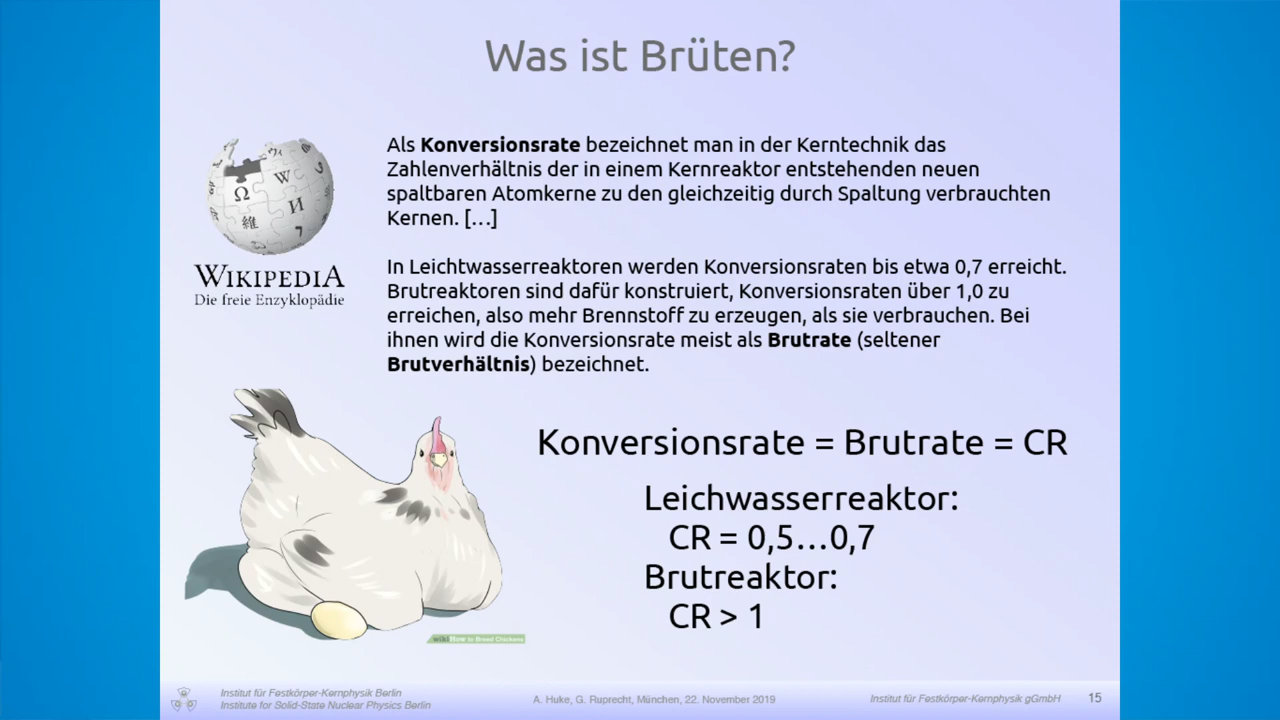 Was ist Brüten?
Als Konversionsrate bezeichnet man in der Kerntechnik das
Zahlenverhältnis der in einem Kernreaktor entstehenden neuen
spaltbaren Atomkerne zu den gleichzeitig durch Spaltung verbrauchten
Kernen. […]
Ω
W
И
維
WIKIPEDIA
Die freie Enzyklopädie
In Leichtwasserreaktoren werden Konversionsraten bis etwa 0,7 erreicht.
Brutreaktoren sind dafür konstruiert, Konversionsraten über 1,0 zu
erreichen, also mehr Brennstoff zu erzeugen, als sie verbrauchen. Bei
ihnen wird die Konversionsrate meist als Brutrate (seltener
Brutverhältnis) bezeichnet.
Konversionsrate = Brutrate = CR
Leichwasserreaktor:
CR = 0,5…0,7
Brutreaktor:
CR > 1
wikiHow to Breed Chickens
Institut für Festkörper-Kernphysik Berlin
Institute for Solid-State Nuclear Physics Berlin
A. Huke, G. Ruprecht, München, 22. November 2019
Institut für Festkörper-Kernphysik gGmbH
15